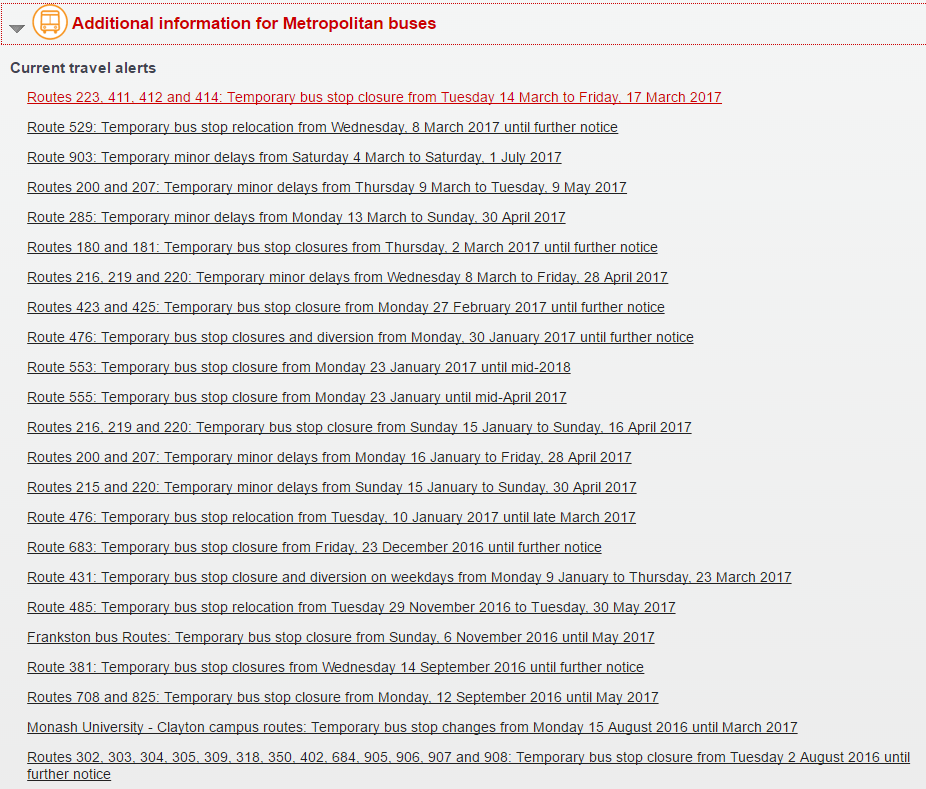 Additional information for Metropolitan buses
Current travel alerts
Routes 223, 411, 412 and 414: Temporary bus stop closure from Tuesday 14 March to Friday, 17 March 2017
Route 529: Temporary bus stop relocation from Wednesday, 8 March 2017 until further notice
Route 903: Temporary minor delays from Saturday 4 March to Saturday, 1 July 2017
Routes 200 and 207: Temporary minor delays from Thursday 9 March to Tuesday, 9 May 2017
Route 285: Temporary minor delays from Monday 13 March to Sunday, 30 April 2017
Routes 180 and 181: Temporary bus stop closures from Thursday, 2 March 2017 until further notice
Routes 216, 219 and 220: Temporary minor delays from Wednesday 8 March to Friday, 28 April 2017
Routes 423 and 425: Temporary bus stop closure from Monday 27 February 2017 until further notice
Route 476: Temporary bus stop closures and diversion from Monday, 30 January 2017 until further notice
Route 553: Temporary bus stop closure from Monday 23 January 2017 until mid-2018
Route 555: Temporary bus stop closure from Monday 23 January until mid-April 2017
Routes 216, 219 and 220: Temporary bus stop closure from Sunday 15 January to Sunday, 16 April 2017
Routes 200 and 207: Temporary minor delays from Monday 16 January to Friday, 28 April 2017
Routes 215 and 220: Temporary minor delays from Sunday 15 January to Sunday, 30 April 2017
Route 476: Temporary bus stop relocation from Tuesday, 10 January 2017 until late March 2017
Route 683: Temporary bus stop closure from Friday, 23 December 2016 until further notice
Route 431: Temporary bus stop closure and diversion on weekdays from Monday 9 January to Thursday, 23 March 2017
Route 485: Temporary bus stop relocation from Tuesday 29 November 2016 to Tuesday, 30 May 2017
Frankston bus Routes: Temporary bus stop closure from Sunday, 6 November 2016 until May 2017
Route 381: Temporary bus stop closures from Wednesday 14 September 2016 until further notice
Routes 708 and 825: Temporary bus stop closure from Monday, 12 September 2016 until May 2017
Monash University - Clayton campus routes: Temporary bus stop changes from Monday 15 August 2016 until March 2017
Routes 302, 303, 304, 305, 309, 318, 350, 402, 684, 905, 906, 907 and 908: Temporary bus stop closure from Tuesday 2 August 2016 until
further notice